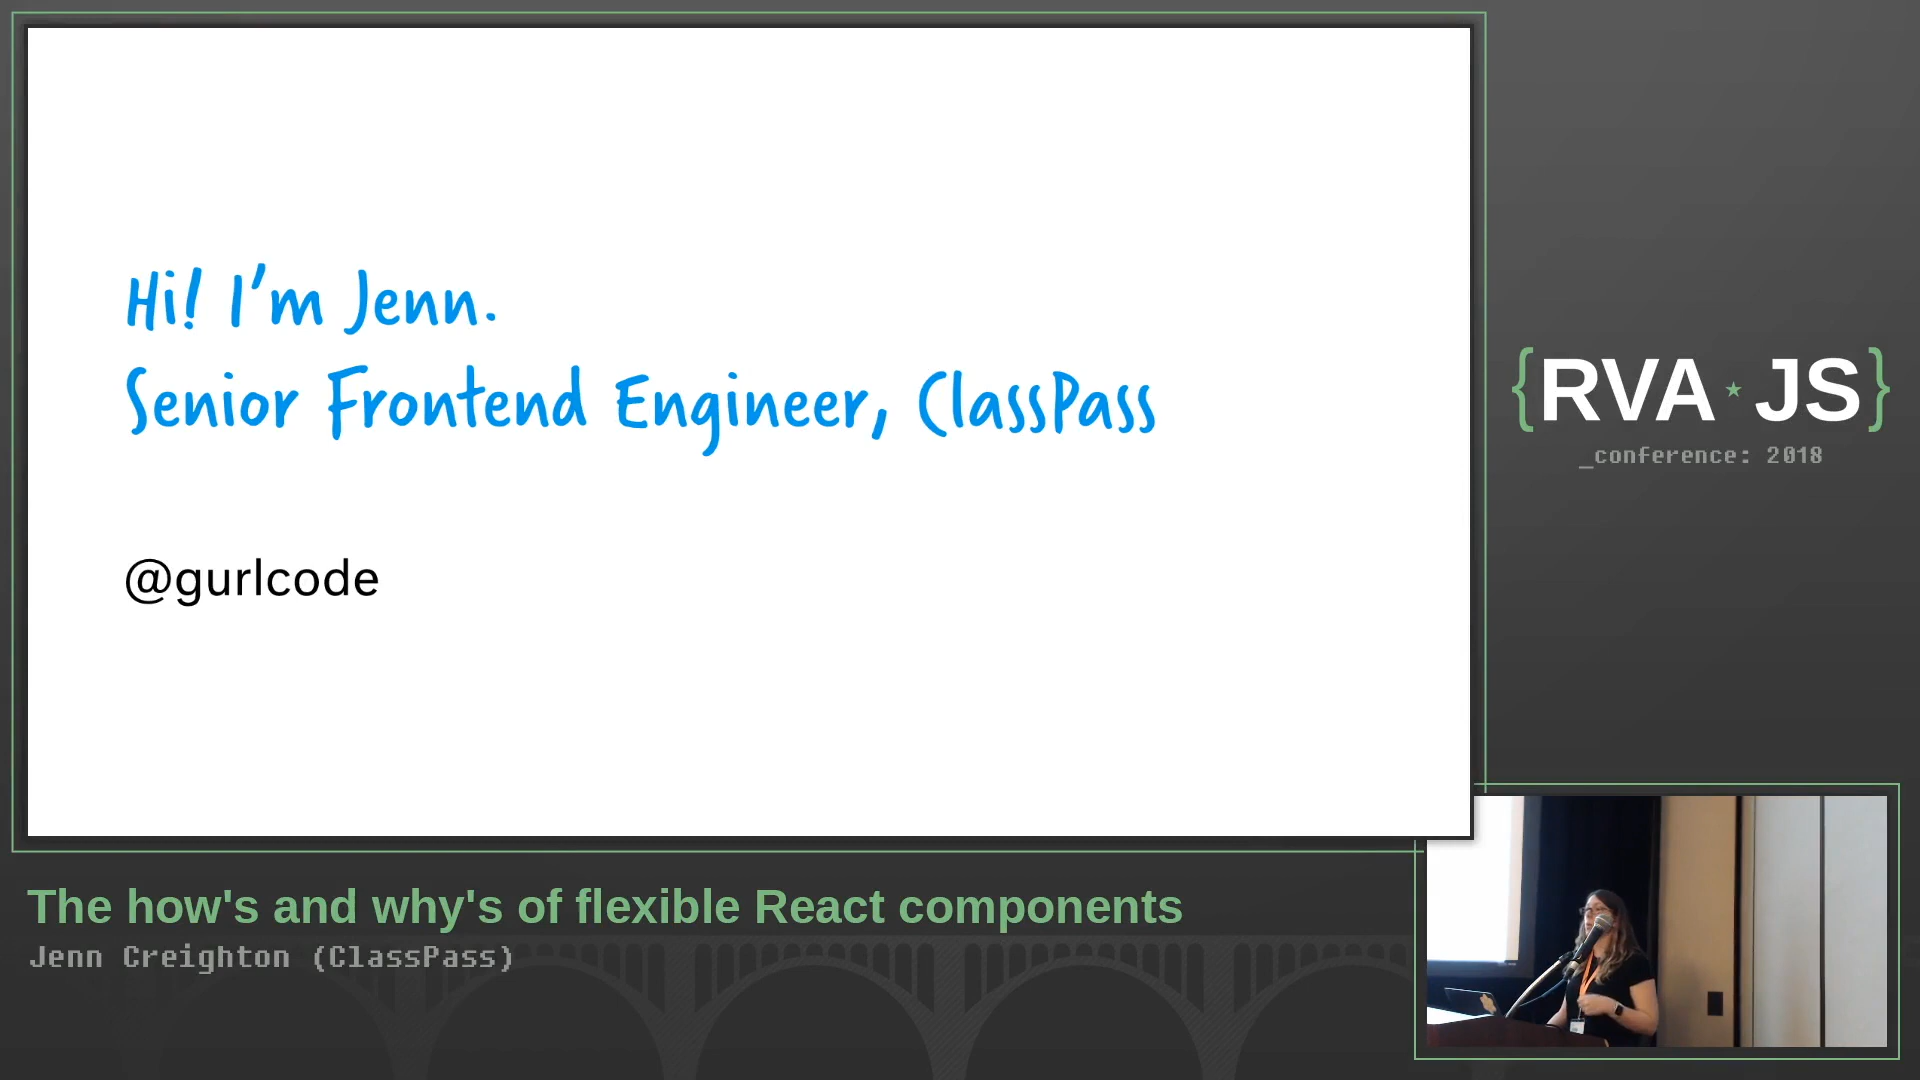 Hi! I'm Jenn.
Senior Frontend Engineer, ClassPass
@gurlcode
{RVA★JS}
_conference: 2018
The how's and why's of flexible React components
Jenn Creighton (ClassPass)